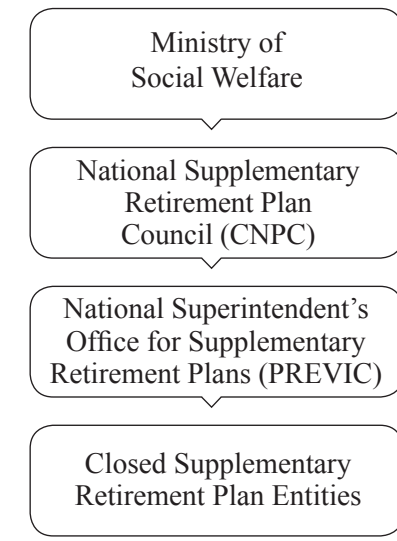 Ministry of
Social Welfare
National Supplementary
Retirement Plan
Council (CNPC)
National Superintendent’s
Office for Supplementary
Retirement Plans (PREVIC)
Closed Supplementary
Retirement Plan Entities